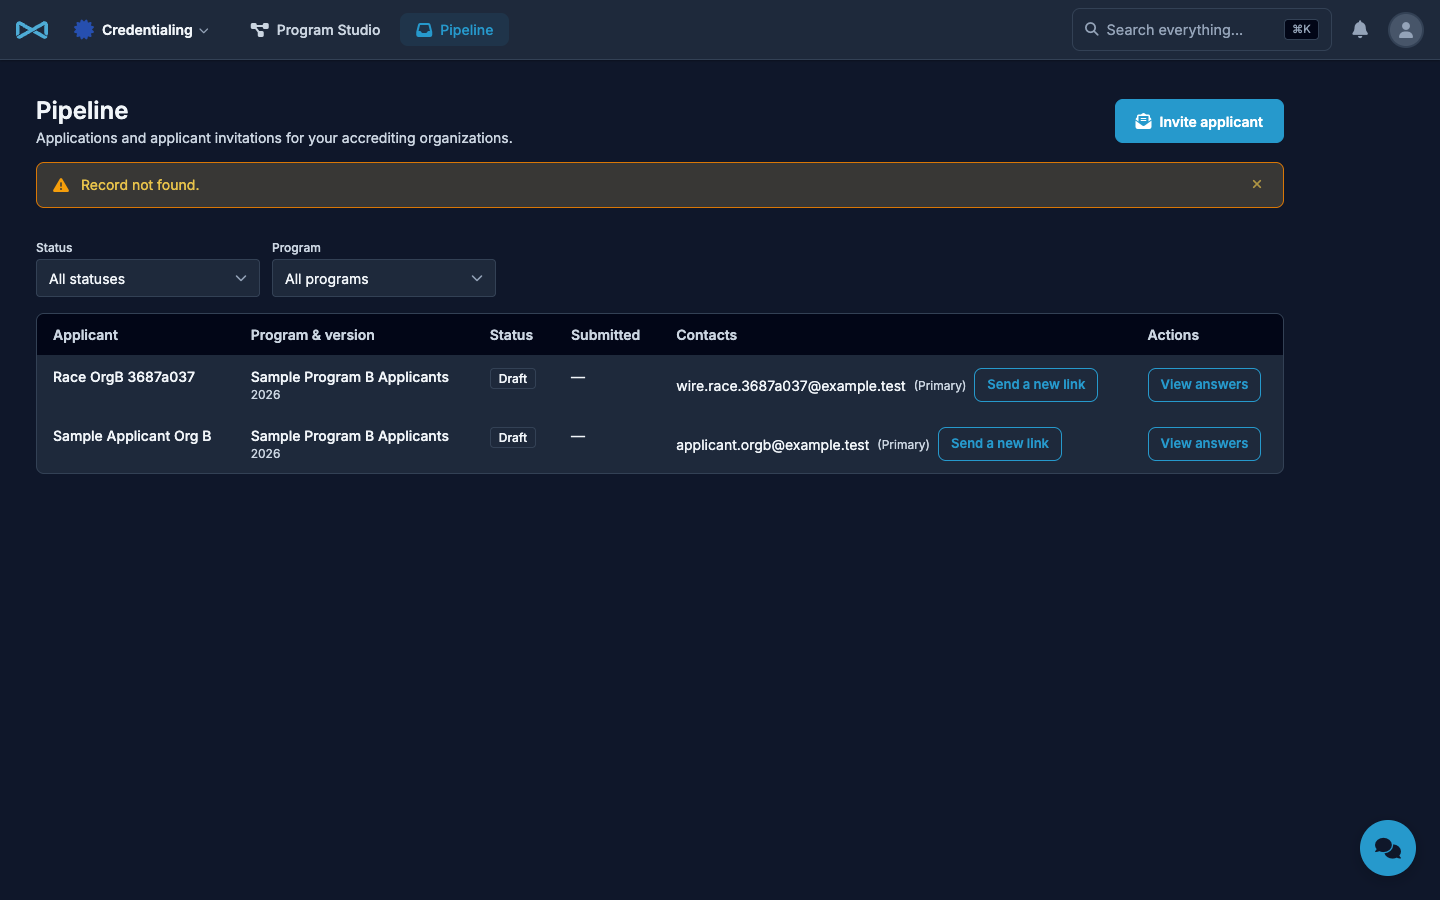 Credentialing
Program Studio
Pipeline
Search everything...
⌘K
Pipeline
Applications and applicant invitations for your accrediting organizations.
Invite applicant
Record not found.
Status
Program
All statuses
All programs
Applicant Program & version Status Submitted Contacts Actions
Race OrgB 3687a037 Sample Program B Applicants Draft — wire.race.3687a037@example.test (Primary) Send a new link View answers
2026
Sample Applicant Org B Sample Program B Applicants Draft — applicant.orgb@example.test (Primary) Send a new link View answers
2026